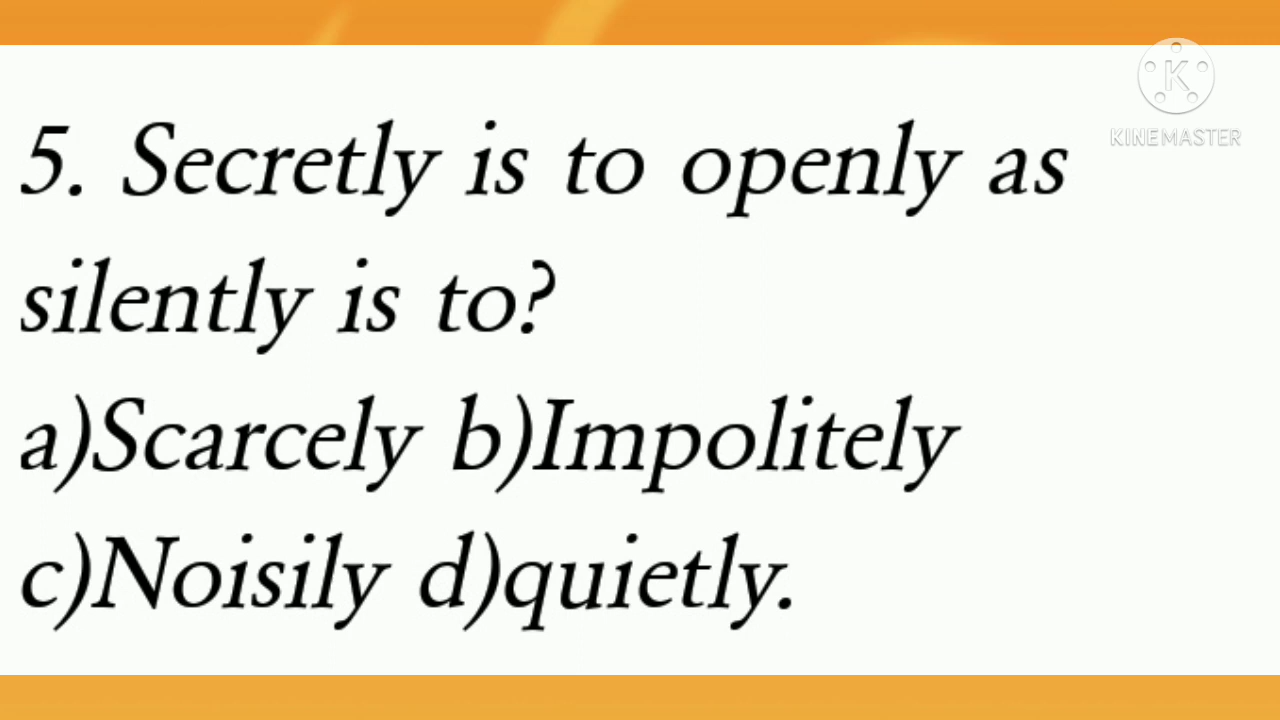 KINEMASTER
5. Secretly is to openly as
silently is to?
a)Scarcely b)Impolitely
c)Noisily d)quietly.